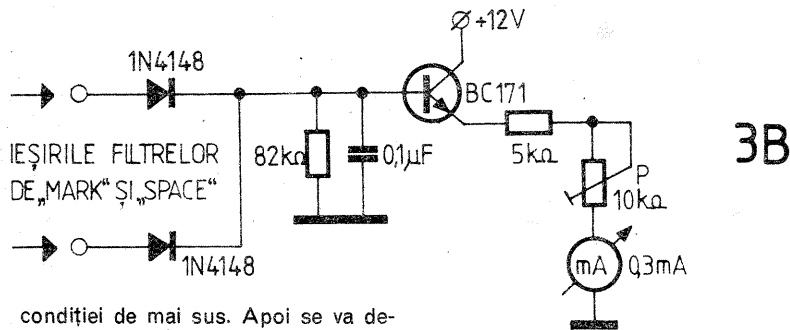 +12V
1N4148
BC171
IEȘIRILE FILTRELOR
DE„MARK“ ȘI„SPACE“
82kΩ
0,1µF
5kΩ
P
10kΩ
3B
1N4148
mA
0,3mA
condiției de mai sus. Apoi se va de-